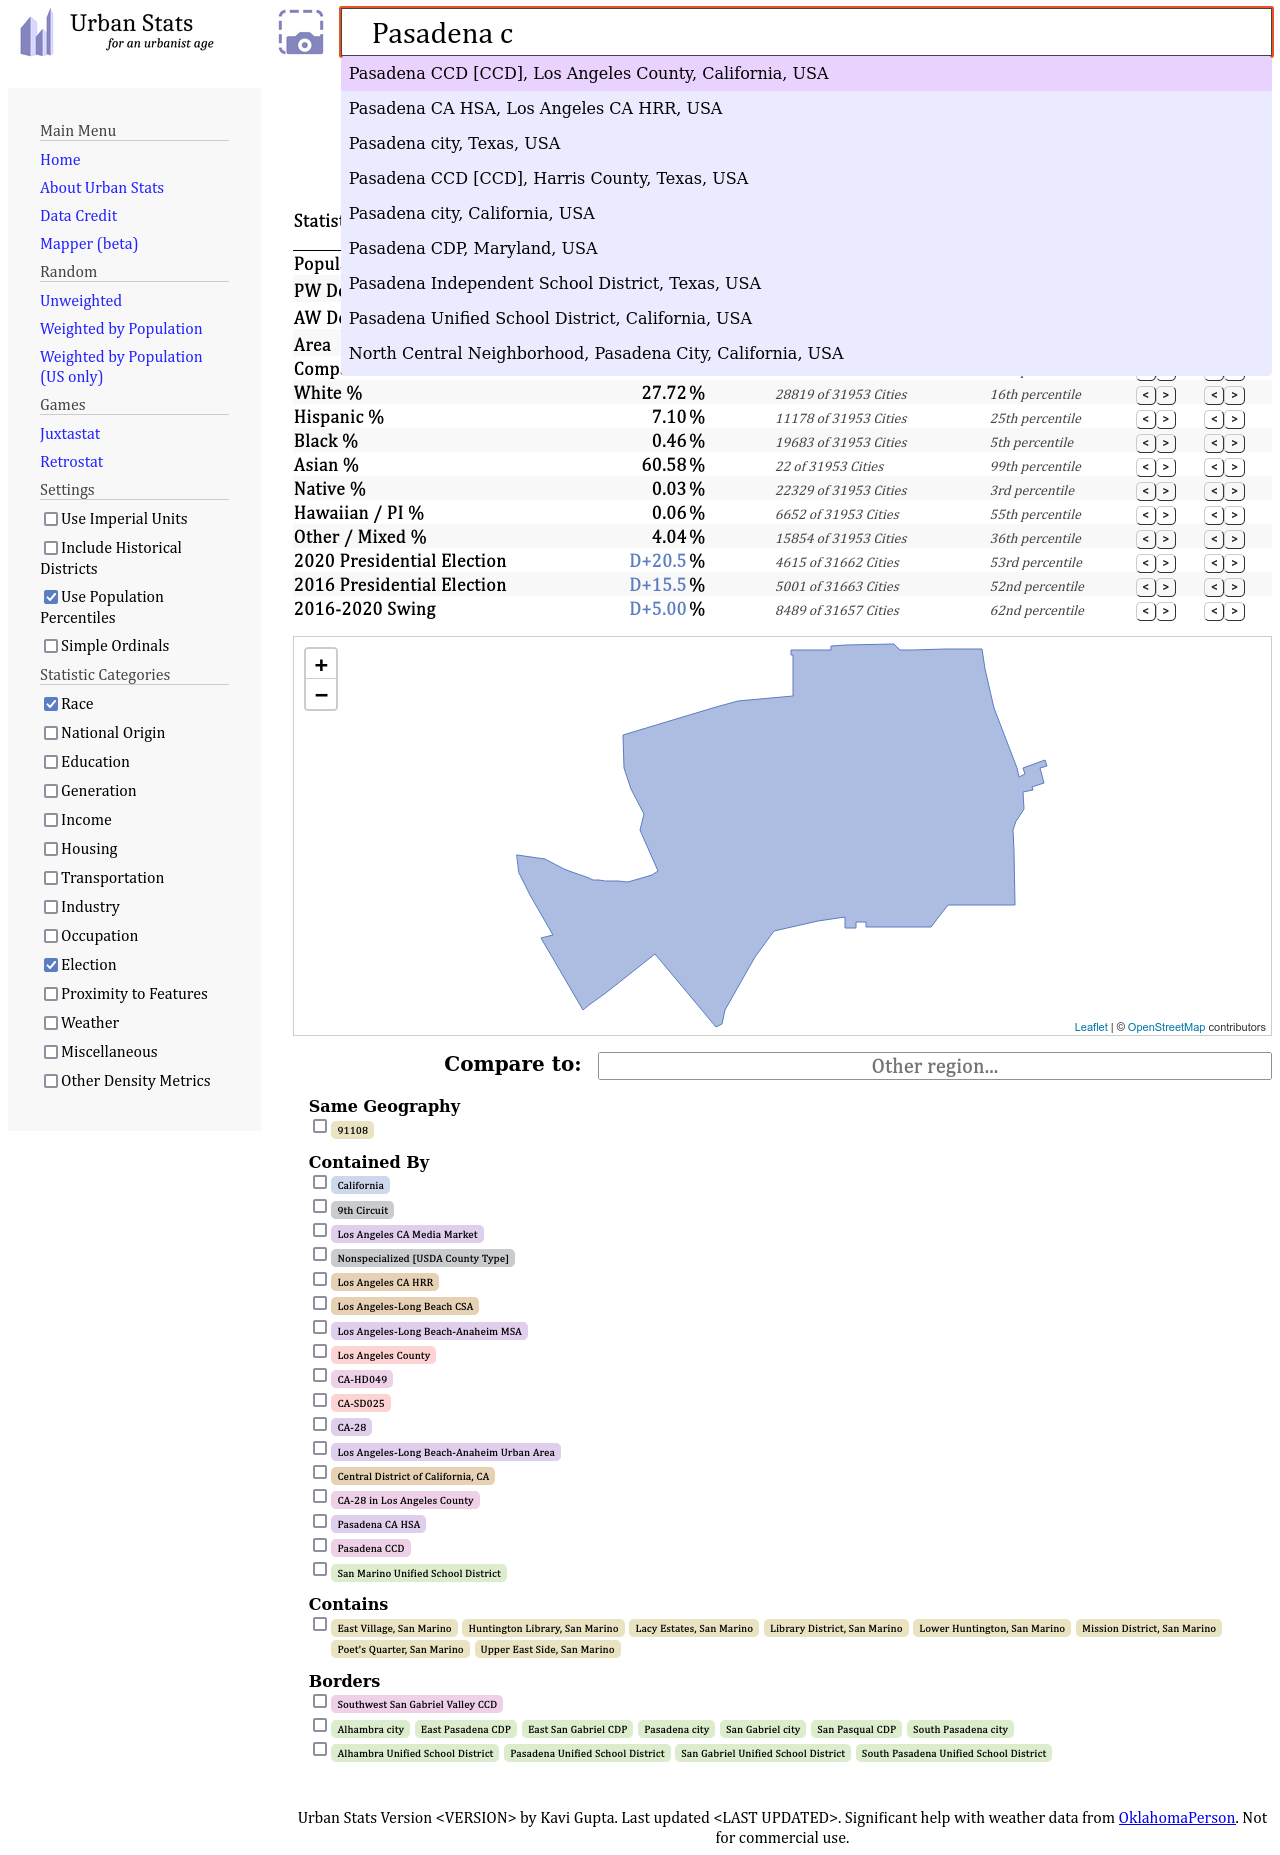 Urban Stats
for an urbanist age
Pasadena c
Pasadena CCD [CCD], Los Angeles County, California, USA
Pasadena CA HSA, Los Angeles CA HRR, USA
Pasadena city, Texas, USA
Pasadena CCD [CCD], Harris County, Texas, USA
Pasadena city, California, USA
Pasadena CDP, Maryland, USA
Pasadena Independent School District, Texas, USA
Pasadena Unified School District, California, USA
North Central Neighborhood, Pasadena City, California, USA
Main Menu
Home
About Urban Stats
Data Credit
Mapper (beta)
Random
Unweighted
Weighted by Population
Weighted by Population
(US only)
Games
Juxtastat
Retrostat
Settings
Use Imperial Units
Include Historical
Districts
Use Population
Percentiles
Simple Ordinals
Statistic Categories
Race
National Origin
Education
Generation
Income
Housing
Transportation
Industry
Occupation
Election
Proximity to Features
Weather
Miscellaneous
Other Density Metrics
Area
White % 27.72% 28819 of 31953 Cities 16th percentile < > < >
Hispanic % 7.10% 11178 of 31953 Cities 25th percentile < > < >
Black % 0.46% 19683 of 31953 Cities 5th percentile < > < >
Asian % 60.58% 22 of 31953 Cities 99th percentile < > < >
Native % 0.03% 22329 of 31953 Cities 3rd percentile < > < >
Hawaiian / PI % 0.06% 6652 of 31953 Cities 55th percentile < > < >
Other / Mixed % 4.04% 15854 of 31953 Cities 36th percentile < > < >
2020 Presidential Election D+20.5% 4615 of 31662 Cities 53rd percentile < > < >
2016 Presidential Election D+15.5% 5001 of 31663 Cities 52nd percentile < > < >
2016-2020 Swing D+5.00% 8489 of 31657 Cities 62nd percentile < > < >
+
−
Leaflet | © OpenStreetMap contributors
Compare to: Other region...
Same Geography
91108
Contained By
California
9th Circuit
Los Angeles CA Media Market
Nonspecialized [USDA County Type]
Los Angeles CA HRR
Los Angeles-Long Beach CSA
Los Angeles-Long Beach-Anaheim MSA
Los Angeles County
CA-HD049
CA-SD025
CA-28
Los Angeles-Long Beach-Anaheim Urban Area
Central District of California, CA
CA-28 in Los Angeles County
Pasadena CA HSA
Pasadena CCD
San Marino Unified School District
Contains
East Village, San Marino Huntington Library, San Marino Lacy Estates, San Marino Library District, San Marino Lower Huntington, San Marino Mission District, San Marino
Poet's Quarter, San Marino Upper East Side, San Marino
Borders
Southwest San Gabriel Valley CCD
Alhambra city East Pasadena CDP East San Gabriel CDP Pasadena city San Gabriel city San Pasqual CDP South Pasadena city
Alhambra Unified School District Pasadena Unified School District San Gabriel Unified School District South Pasadena Unified School District
Urban Stats Version <VERSION> by Kavi Gupta. Last updated <LAST UPDATED>. Significant help with weather data from OklahomaPerson. Not
for commercial use.